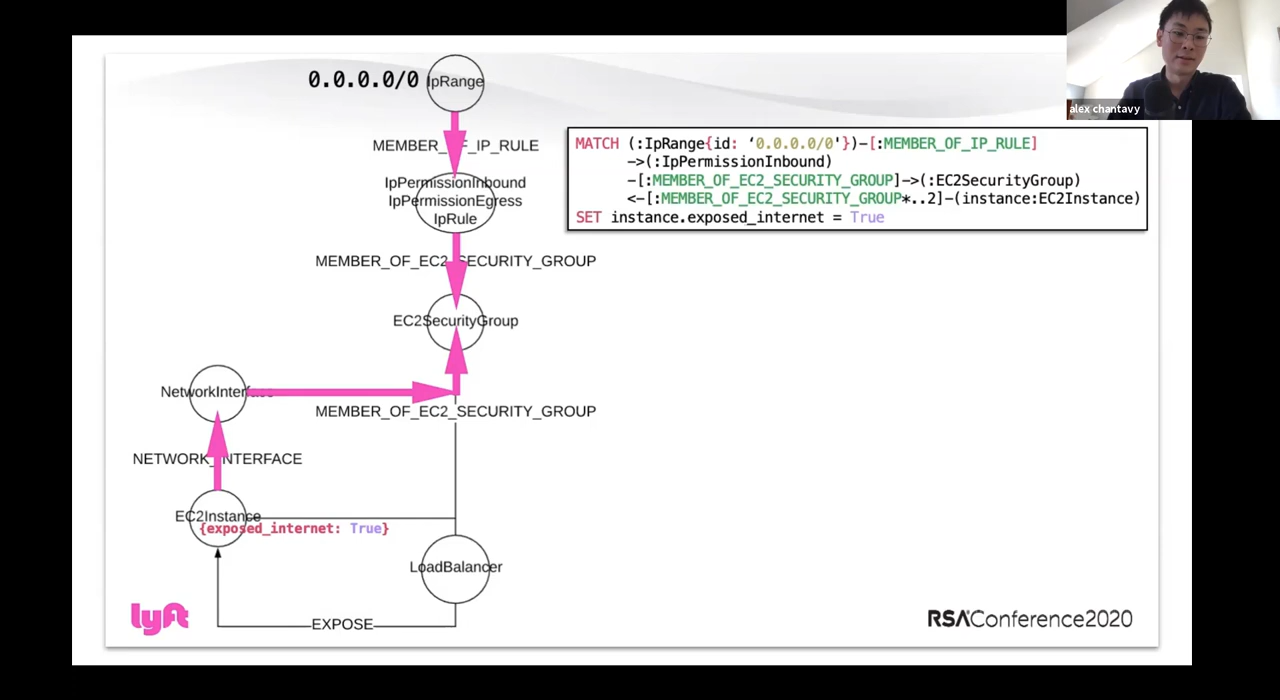 alex chantavy
0.0.0.0/0 IpRange
MEMBER_OF_IP_RULE
IpPermissionInbound
IpPermissionEgress
IpRule
MEMBER_OF_EC2_SECURITY_GROUP
EC2SecurityGroup
NetworkInterface
MEMBER_OF_EC2_SECURITY_GROUP
NETWORK_INTERFACE
EC2Instance
{exposed_internet: True}
LoadBalancer
EXPOSE
MATCH (:IpRange{id: ‘0.0.0.0/0'})-[:MEMBER_OF_IP_RULE]
->(:IpPermissionInbound)
-[:MEMBER_OF_EC2_SECURITY_GROUP]->(:EC2SecurityGroup)
<-[:MEMBER_OF_EC2_SECURITY_GROUP*..2]-(instance:EC2Instance)
SET instance.exposed_internet = True
lyft
RSAConference2020